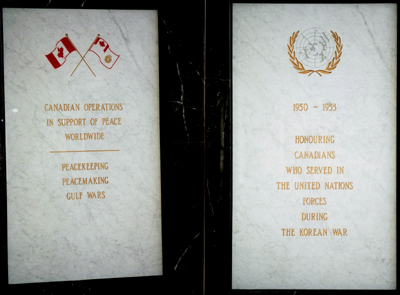 CANADIAN OPERATIONS
IN SUPPORT OF PEACE
WORLDWIDE
PEACEKEEPING
PEACEMAKING
GULF WARS
1950 - 1953
HONOURING
CANADIANS
WHO SERVED IN
THE UNITED NATIONS
FORCES
DURING
THE KOREAN WAR